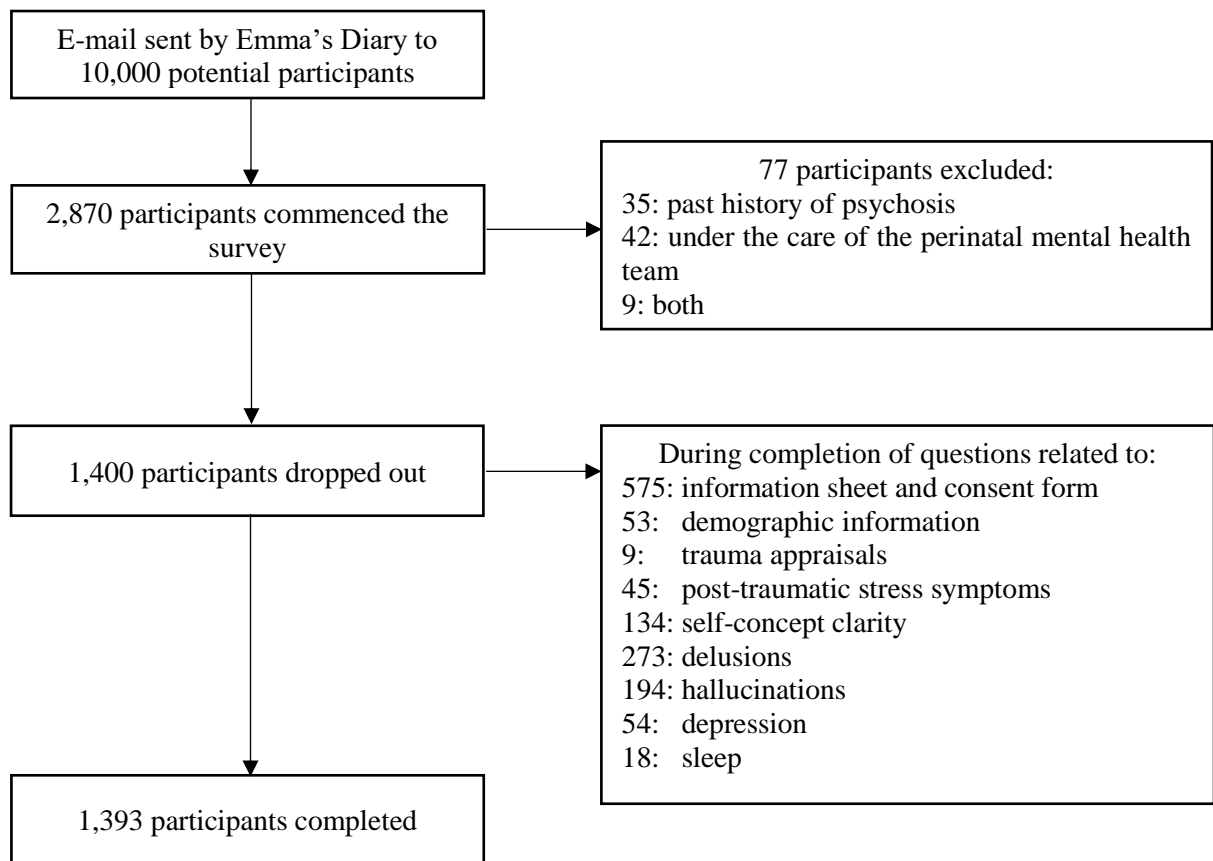 E-mail sent by Emma’s Diary to
10,000 potential participants
77 participants excluded:
35: past history of psychosis
42: under the care of the perinatal mental health
team
9: both
2,870 participants commenced the
survey
1,400 participants dropped out
During completion of questions related to:
575: information sheet and consent form
53: demographic information
9: trauma appraisals
45: post-traumatic stress symptoms
134: self-concept clarity
273: delusions
194: hallucinations
54: depression
18: sleep
1,393 participants completed